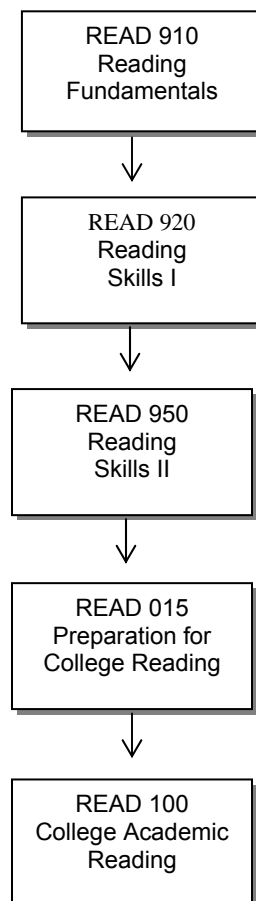 READ 910
Reading
Fundamentals
READ 920
Reading
Skills I
READ 950
Reading
Skills II
READ 015
Preparation for
College Reading
READ 100
College Academic
Reading